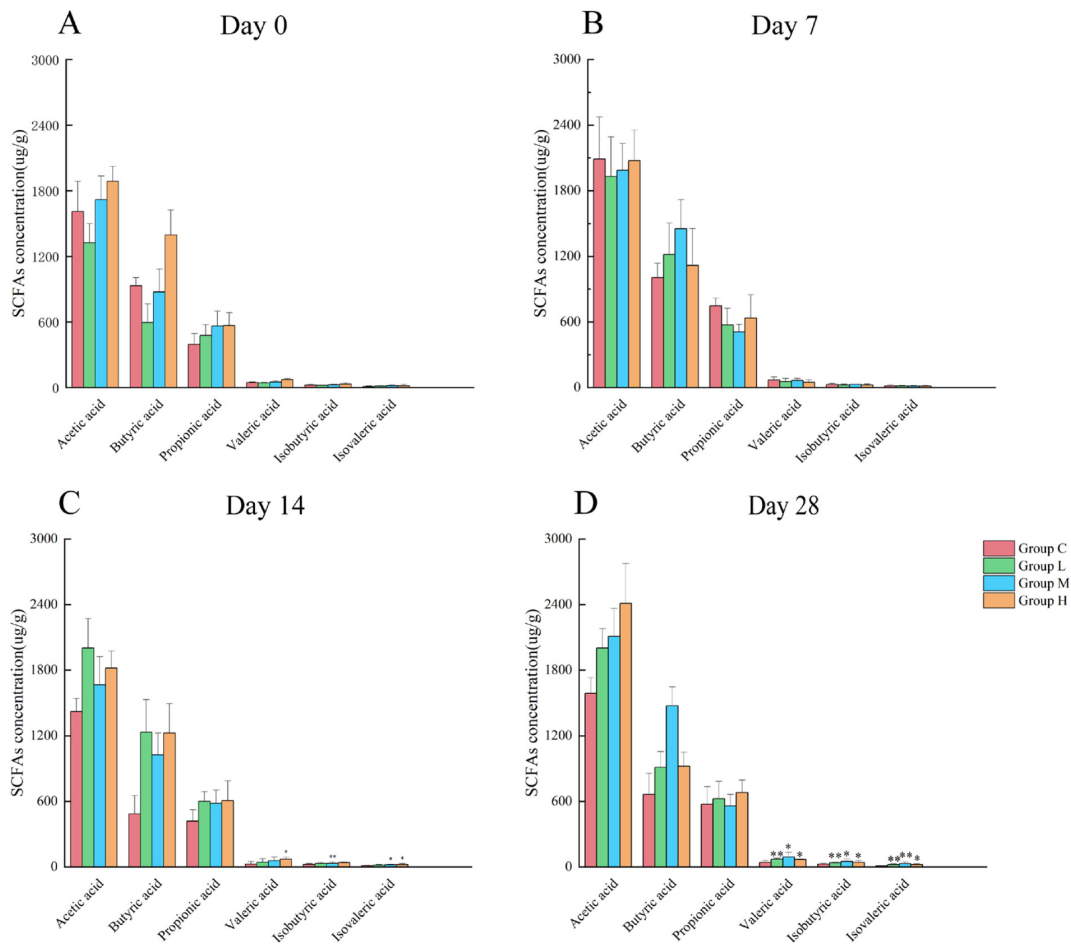 A
Day 0
SCFAs concentration(ug/g)
3000
2400
1800
1200
600
0
Acetic acid
Butyric acid
Propionic acid
Valeric acid
Isobutyric acid
Isovaleric acid
B
Day 7
SCFAs concentration(ug/g)
3000
2400
1800
1200
600
0
Acetic acid
Butyric acid
Propionic acid
Valeric acid
Isobutyric acid
Isovaleric acid
C
Day 14
SCFAs concentration(ug/g)
3000
2400
1800
1200
600
0
* ** * *
Acetic acid
Butyric acid
Propionic acid
Valeric acid
Isobutyric acid
Isovaleric acid
D
Day 28
SCFAs concentration(ug/g)
3000
2400
1800
1200
600
0
** * * ** * * ** ** *
Acetic acid
Butyric acid
Propionic acid
Valeric acid
Isobutyric acid
Isovaleric acid
Group C
Group L
Group M
Group H